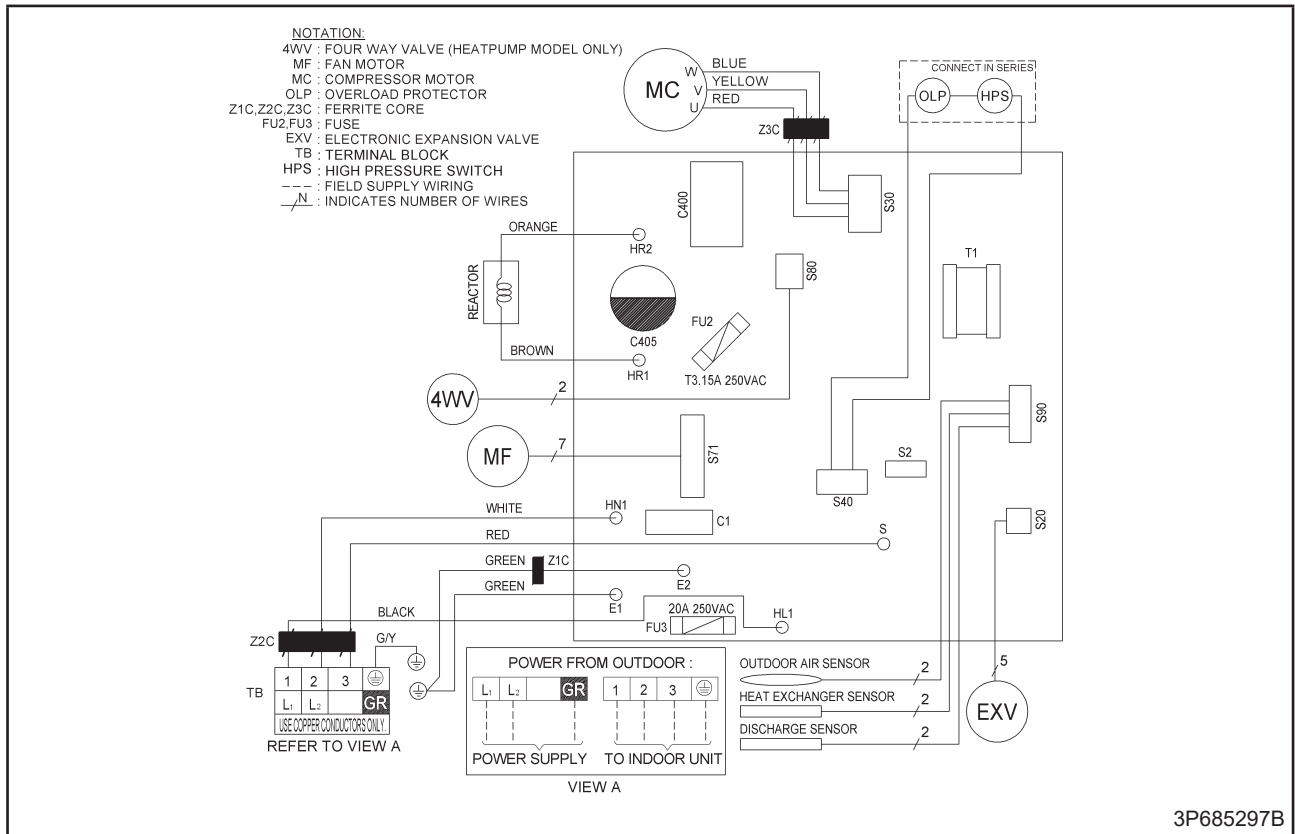 NOTATION:
4WV : FOUR WAY VALVE (HEATPUMP MODEL ONLY)
MF : FAN MOTOR
MC : COMPRESSOR MOTOR
OLP : OVERLOAD PROTECTOR
Z1C,Z2C,Z3C : FERRITE CORE
FU2,FU3 : FUSE
EXV : ELECTRONIC EXPANSION VALVE
TB : TERMINAL BLOCK
HPS : HIGH PRESSURE SWITCH
--- : FIELD SUPPLY WIRING
N : INDICATES NUMBER OF WIRES
MC
W
V
U
BLUE
YELLOW
RED
Z3C
CONNECT IN SERIES
OLP
HPS
C400
S30
ORANGE
HR2
REACTOR
S80
T1
C405
FU2
BROWN
HR1
T3.15A 250VAC
4WV
2
S90
MF
7
S71
S2
S40
WHITE
HN1
C1
S20
RED
S
GREEN
Z1C
E2
GREEN
E1
BLACK
20A 250VAC
FU3
HL1
Z2C
G/Y
TB
1 2 3
L1 L2 GR
USE COPPER CONDUCTORS ONLY.
REFER TO VIEW A
POWER FROM OUTDOOR :
L1 L2 GR 1 2 3
POWER SUPPLY TO INDOOR UNIT
VIEW A
OUTDOOR AIR SENSOR
2
HEAT EXCHANGER SENSOR
2
DISCHARGE SENSOR
2
5
EXV
3P685297B